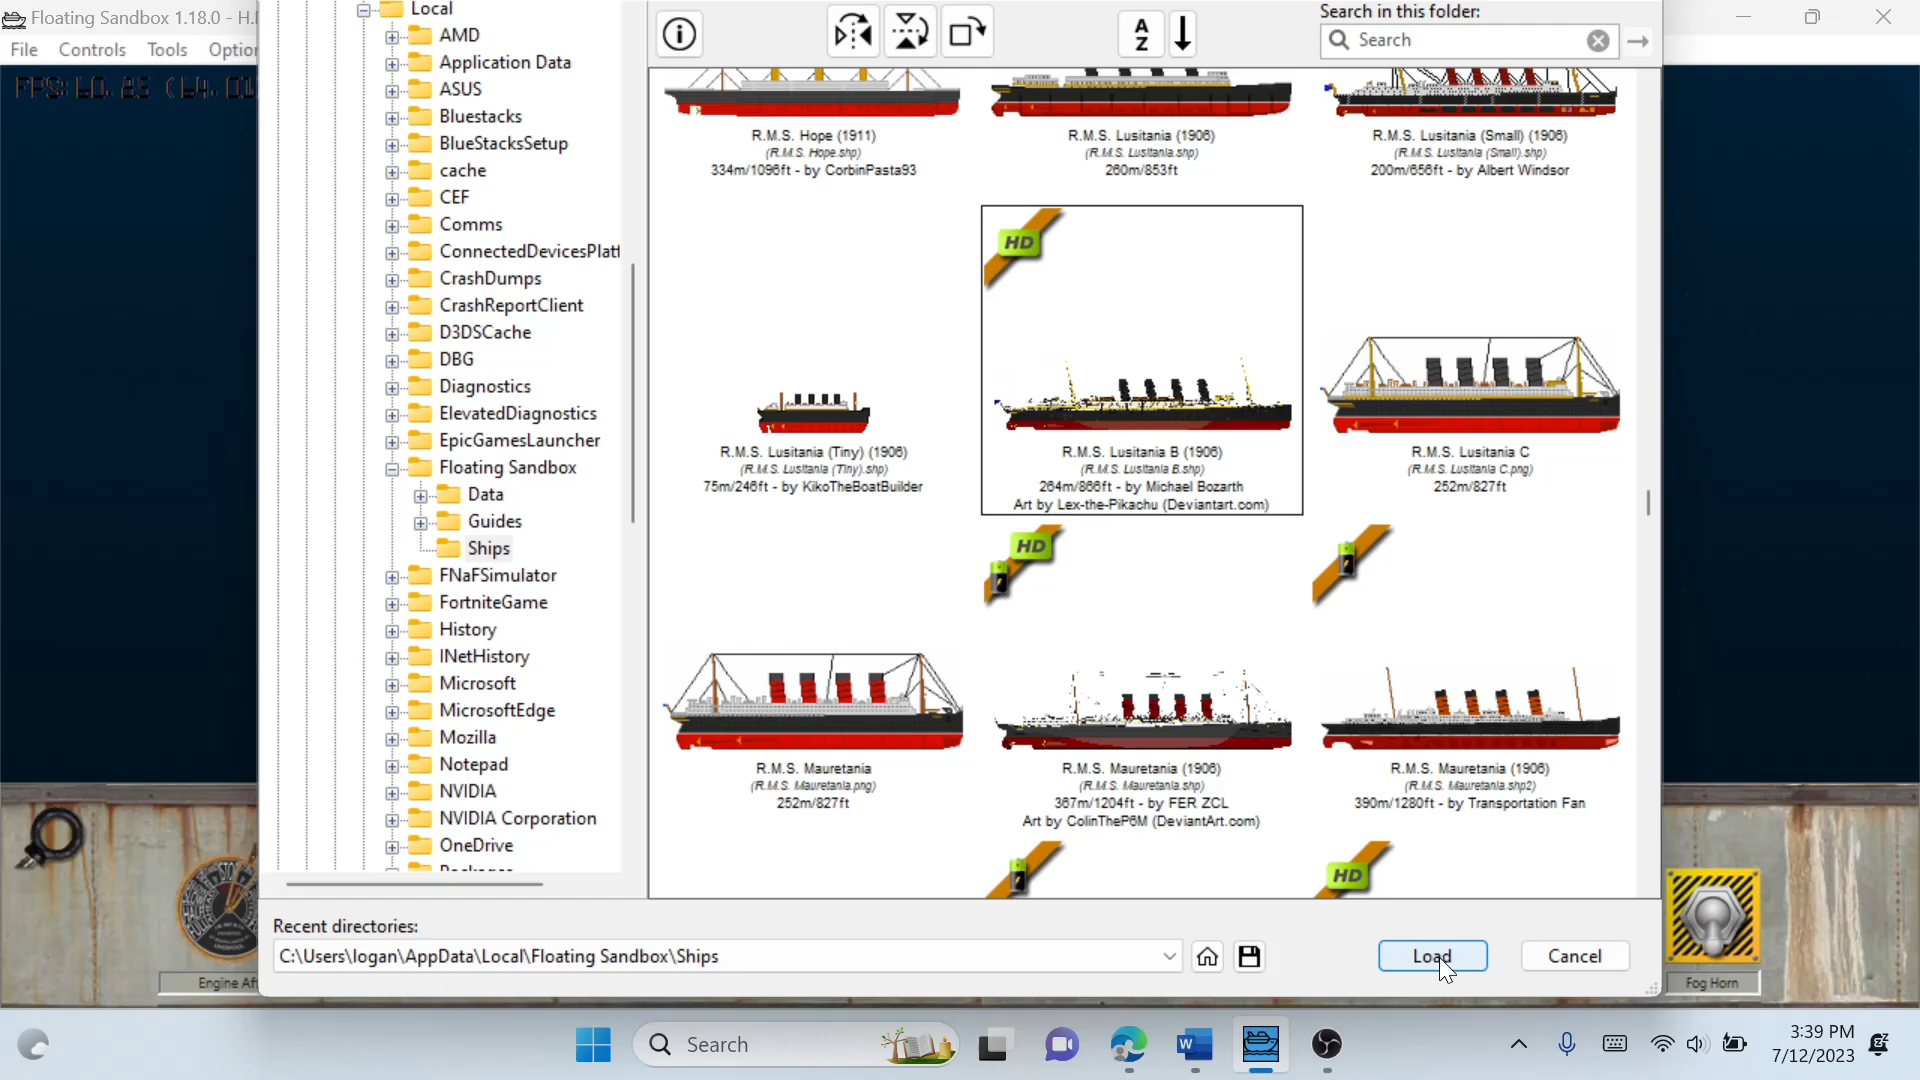 Floating Sandbox 1.18.0 - H.
File Controls Tools Option
Local
AMD
Application Data
ASUS
Bluestacks
BlueStacksSetup
cache
CEF
Comms
ConnectedDevicesPlatf
CrashDumps
CrashReportClient
D3DSCache
DBG
Diagnostics
ElevatedDiagnostics
EpicGamesLauncher
Floating Sandbox
Data
Guides
Ships
FNaFSimulator
FortniteGame
History
INetHistory
Microsoft
MicrosoftEdge
Mozilla
Notepad
NVIDIA
NVIDIA Corporation
OneDrive
A
Z
Search in this folder:
Search
R.M.S. Hope (1911)
(R.M.S. Hope.shp)
334m/1096ft - by CorbinPasta93
R.M.S. Lusitania (1906)
(R.M.S. Lusitania.shp)
260m/853ft
R.M.S. Lusitania (Small) (1906)
(R.M.S. Lusitania (Small).shp)
200m/656ft - by Albert Windsor
R.M.S. Lusitania (Tiny) (1906)
(R.M.S. Lusitania (Tiny).shp)
75m/246ft - by KikoTheBoatBuilder
HD
R.M.S. Lusitania B (1906)
(R.M.S. Lusitania B.shp)
264m/866ft - by Michael Bozarth
Art by Lex-the-Pikachu (Deviantart.com)
R.M.S. Lusitania C
(R.M.S. Lusitania C.png)
252m/827ft
R.M.S. Mauretania
(R.M.S. Mauretania.png)
252m/827ft
HD
R.M.S. Mauretania (1906)
(R.M.S. Mauretania.shp)
367m/1204ft - by FER ZCL
Art by ColinTheP6M (DeviantArt.com)
R.M.S. Mauretania (1906)
(R.M.S. Mauretania.shp2)
390m/1280ft - by Transportation Fan
HD
Recent directories:
C:\Users\logan\AppData\Local\Floating Sandbox\Ships
Load
Cancel
Fog Horn
Search
3:39 PM
7/12/2023